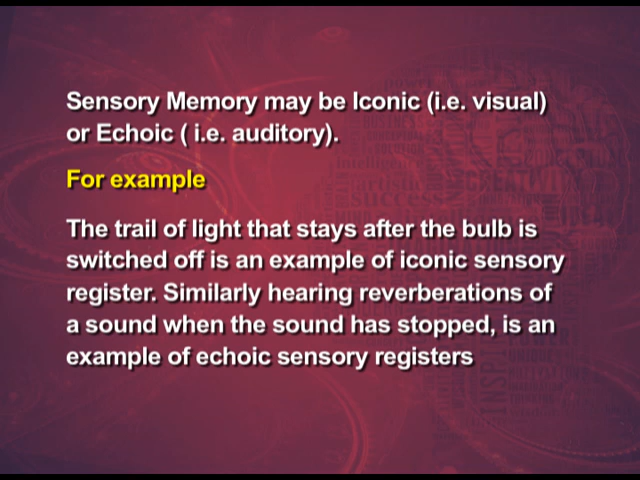 Sensory Memory may be Iconic (i.e. visual)
or Echoic ( i.e. auditory).
For example
The trail of light that stays after the bulb is
switched off is an example of iconic sensory
register. Similarly hearing reverberations of
a sound when the sound has stopped, is an
example of echoic sensory registers